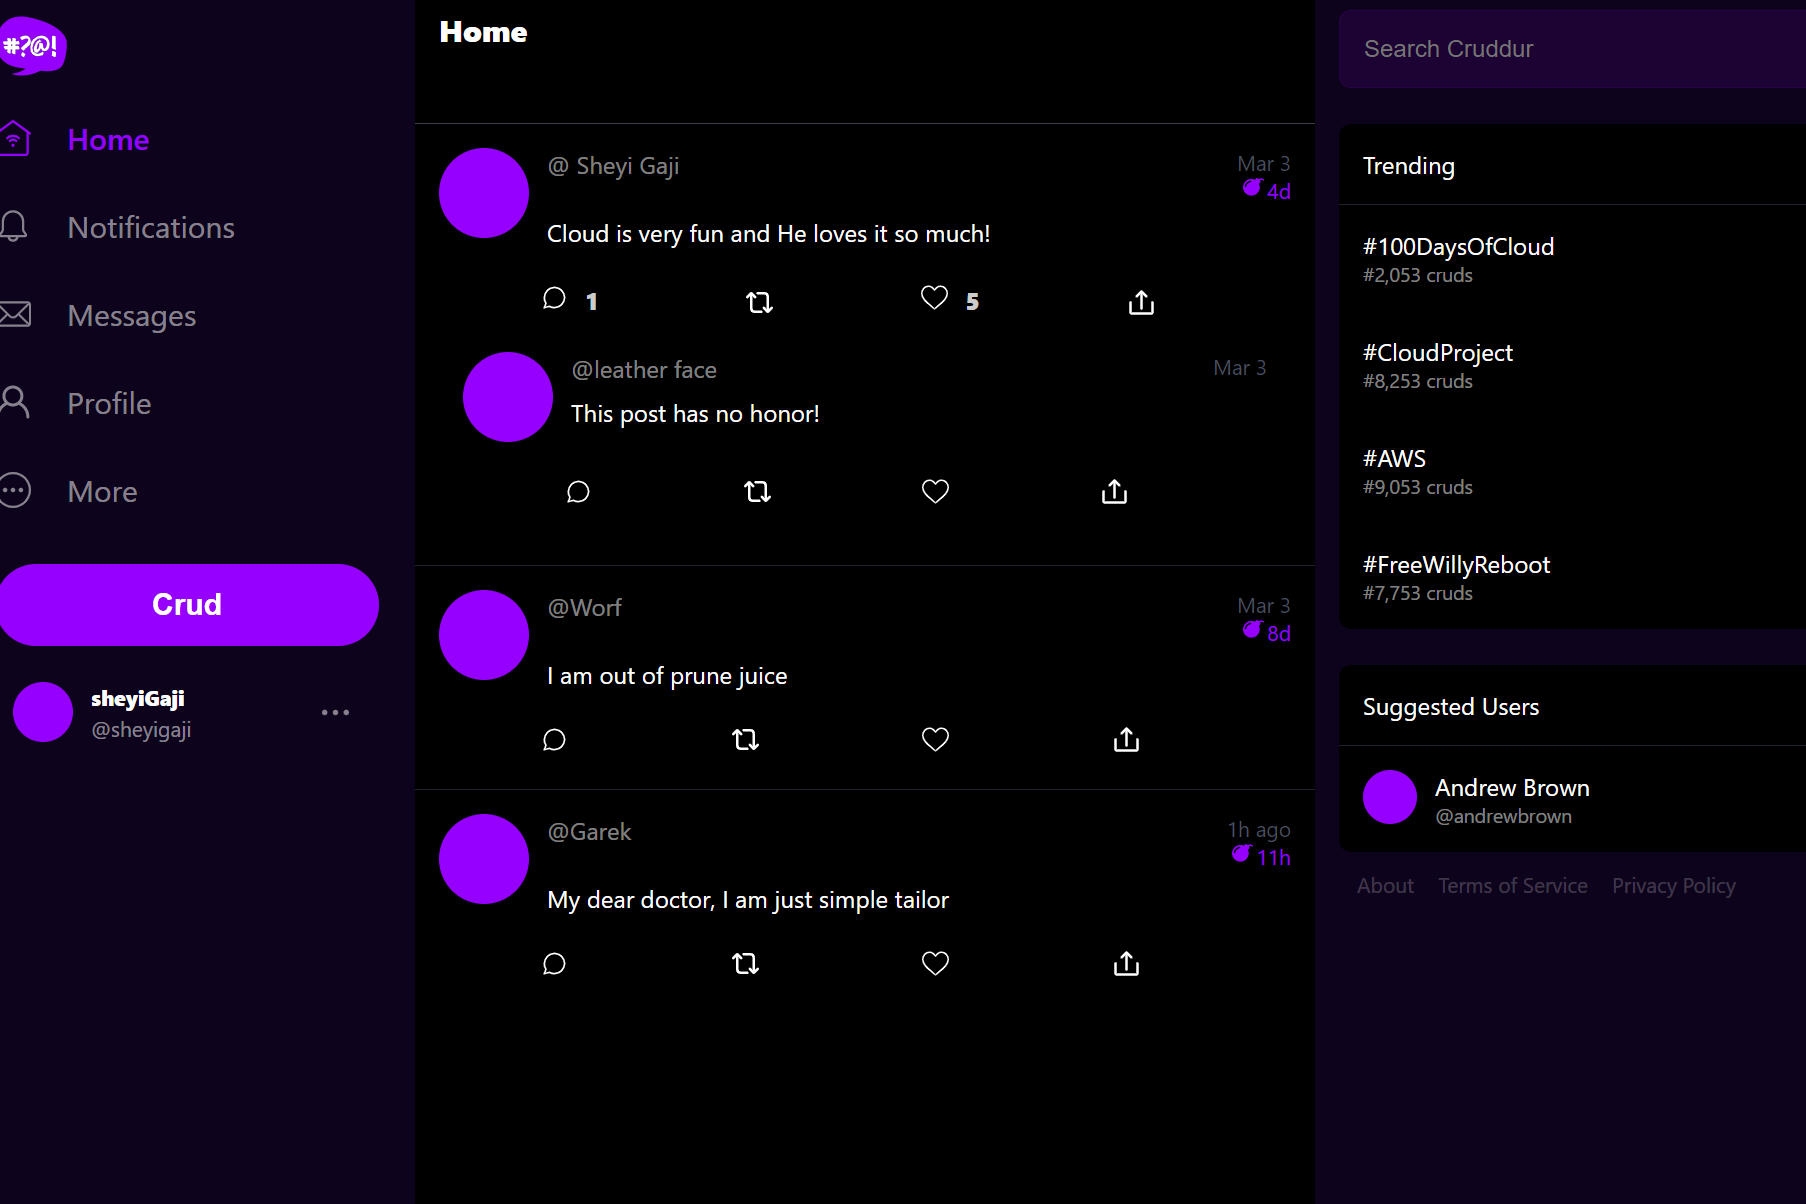 #?@!
Home
Notifications
Messages
Profile
More
Crud
sheyiGaji
@sheyigaji
Home
@ Sheyi Gaji
Mar 3
4d
Cloud is very fun and He loves it so much!
1
5
@leather face
Mar 3
This post has no honor!
@Worf
Mar 3
8d
I am out of prune juice
@Garek
1h ago
11h
My dear doctor, I am just simple tailor
Search Cruddur
Trending
#100DaysOfCloud
#2,053 cruds
#CloudProject
#8,253 cruds
#AWS
#9,053 cruds
#FreeWillyReboot
#7,753 cruds
Suggested Users
Andrew Brown
@andrewbrown
About Terms of Service Privacy Policy